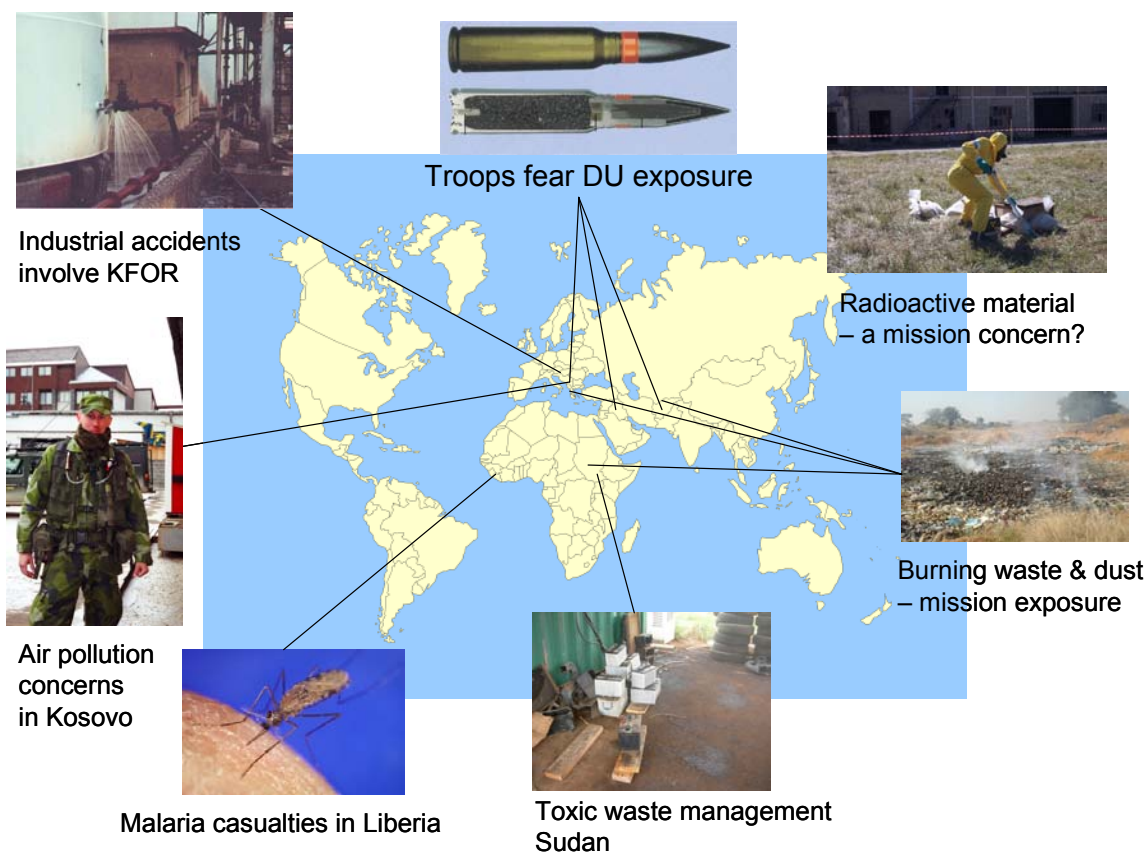 Troops fear DU exposure
Industrial accidents
involve KFOR
Radioactive material
– a mission concern?
Burning waste & dust
– mission exposure
Air pollution
concerns
in Kosovo
Malaria casualties in Liberia
Toxic waste management
Sudan